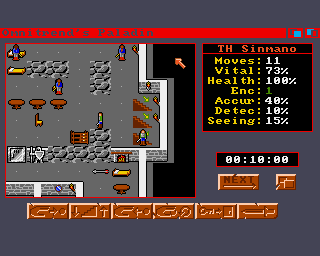 TH Sinmano
Moves: 11
Vital: 73%
Health: 100%
Enc: 1
Accur: 40%
Detec: 10%
Seeing: 15%
00:10:00
NEXT